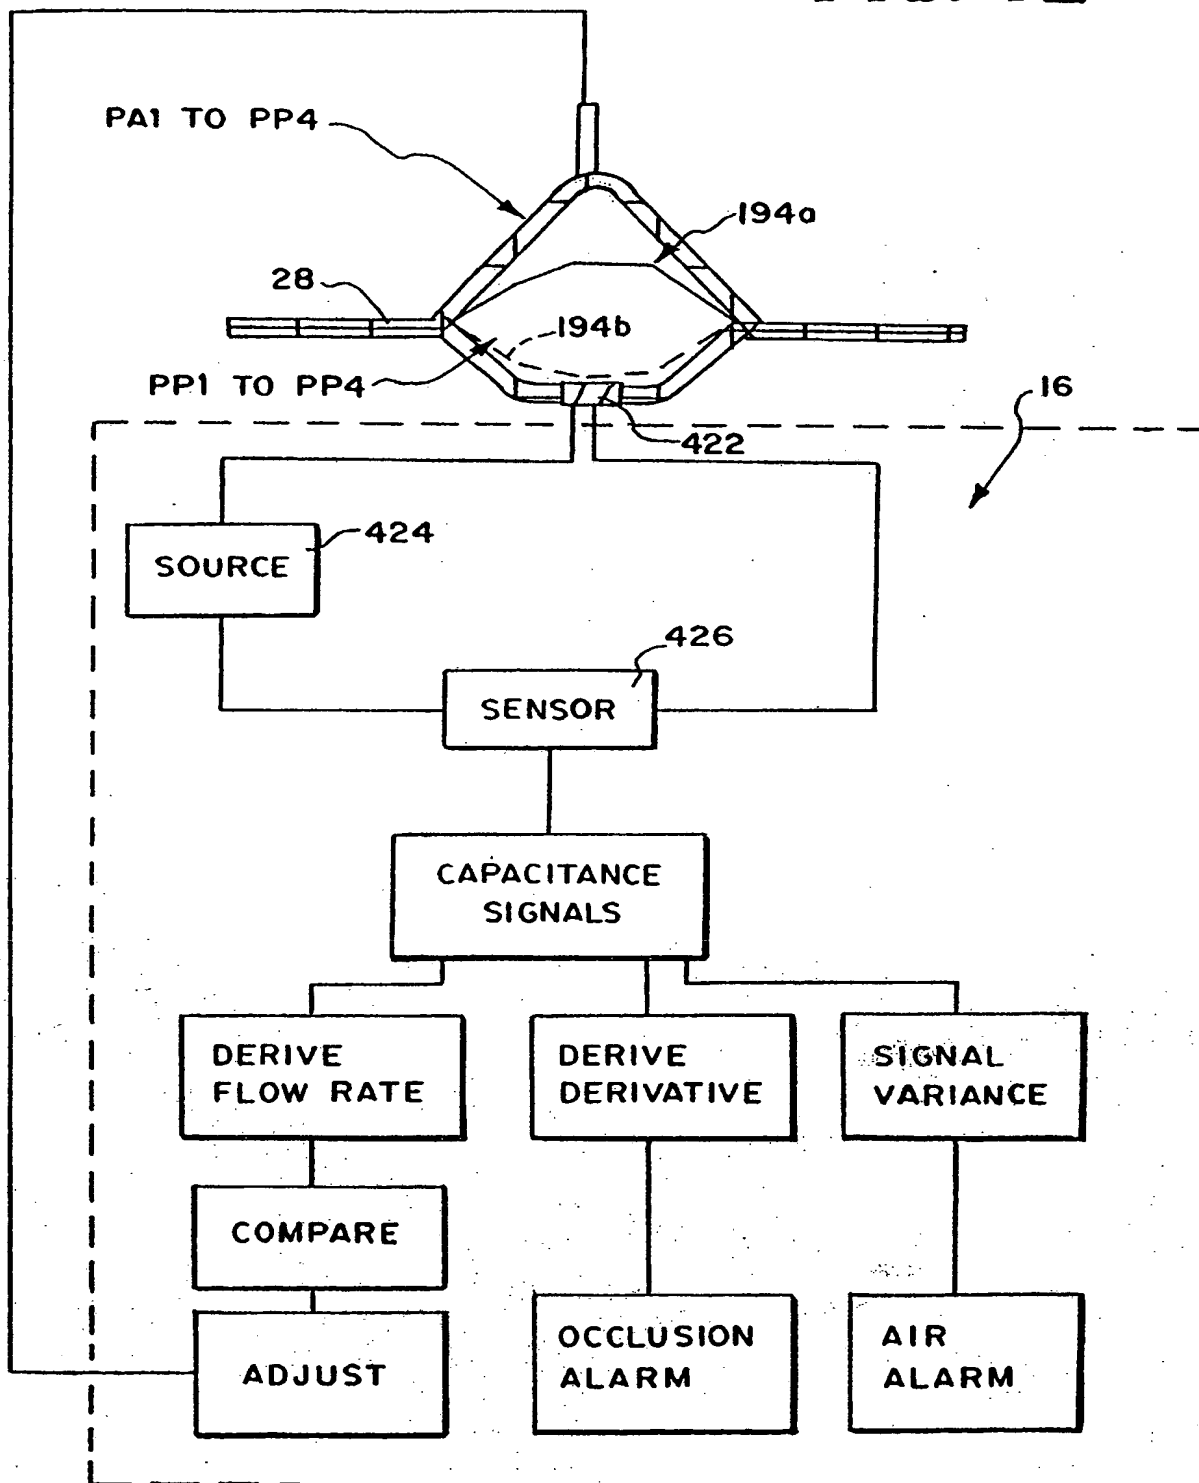 PA1 TO PP4
194a
28
194b
PP1 TO PP4
16
422
424
SOURCE
426
SENSOR
CAPACITANCE
SIGNALS
DERIVE
FLOW RATE
DERIVE
DERIVATIVE
SIGNAL
VARIANCE
COMPARE
ADJUST
OCCLUSION
ALARM
AIR
ALARM